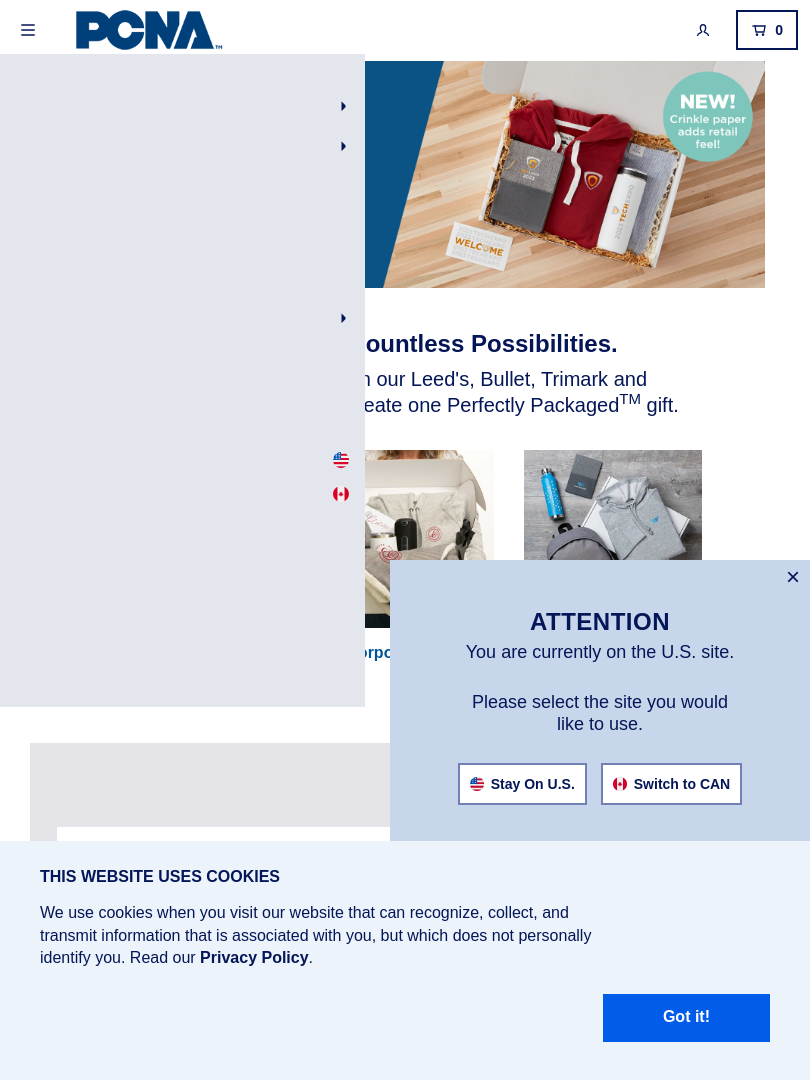 PCNA™
0
NEW!
Crinkle paper
adds retail
feel!
WELCOME
ountless Possibilities.
n our Leed's, Bullet, Trimark and
eate one Perfectly Packaged™ gift.
orpo
ATTENTION
You are currently on the U.S. site.
Please select the site you would
like to use.
Stay On U.S.
Switch to CAN
THIS WEBSITE USES COOKIES
We use cookies when you visit our website that can recognize, collect, and
transmit information that is associated with you, but which does not personally
identify you. Read our Privacy Policy.
Got it!